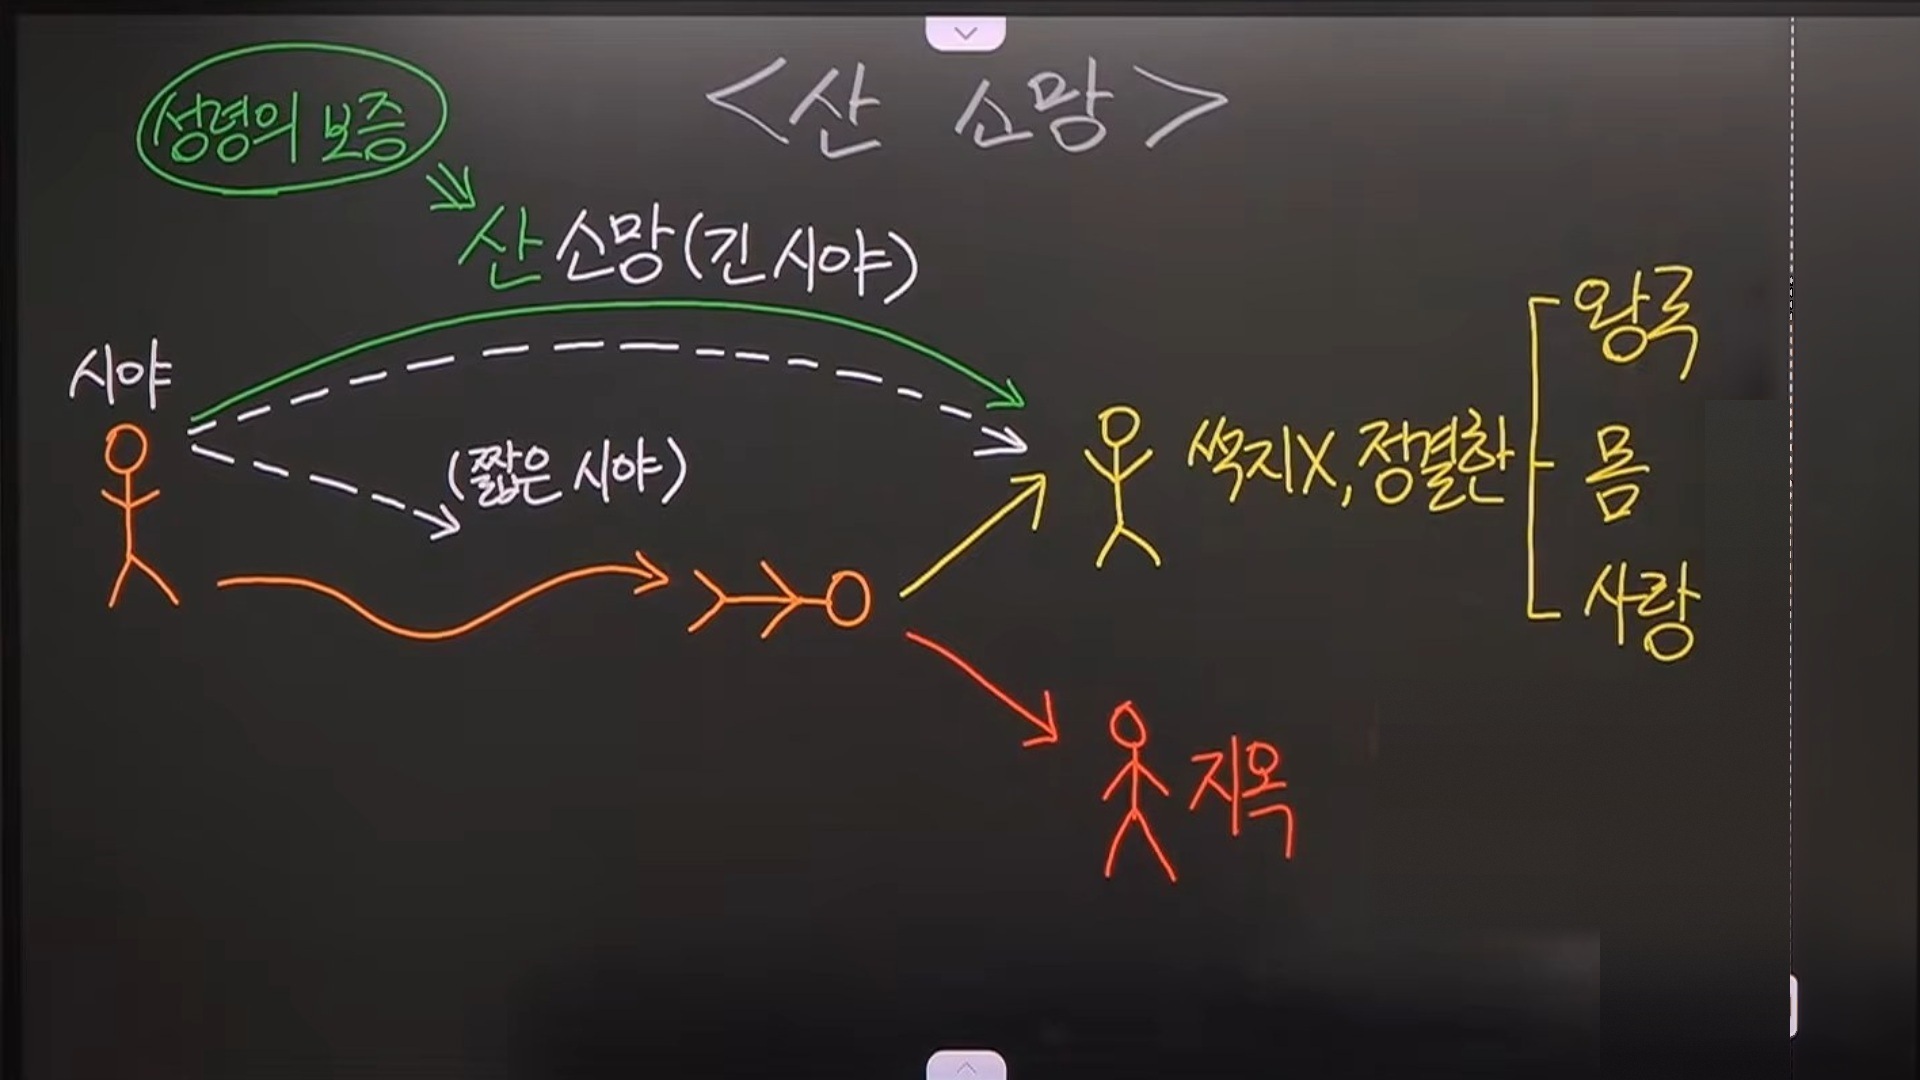 <산 소망>
성령의 보증
산 소망(긴 시야)
시야
(짧은 시야)
썩지X, 정결한
왕국
몸
사랑
지옥